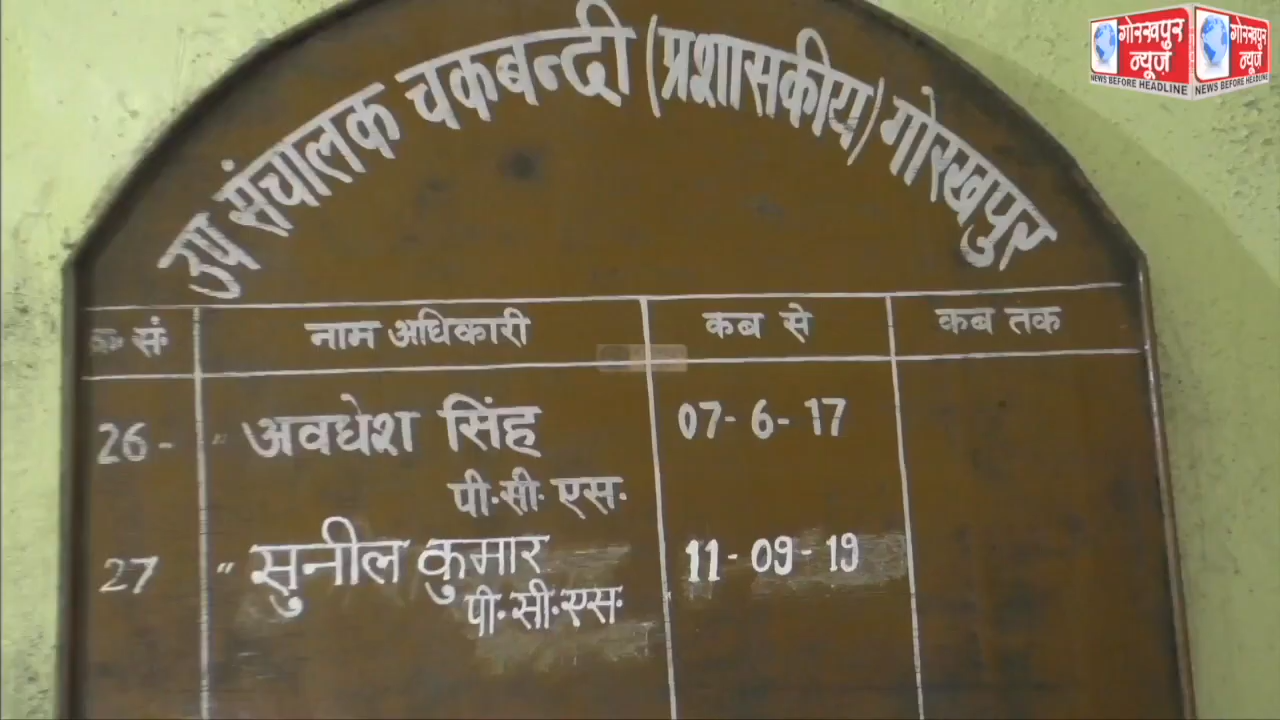 गोरखपुर न्यूज़ NEWS BEFORE HEADLINE
गोरखपुर न्यूज़ NEWS BEFORE HEADLINE
उप संचालक चकबन्दी (प्रशासकीय) गोरखपुर
सं. नाम अधिकारी कब से कब तक
26 - " अवधेश सिंह 07-6-17
पी.सी.एस.
27 " सुनील कुमार 11-09-19
पी.सी.एस.